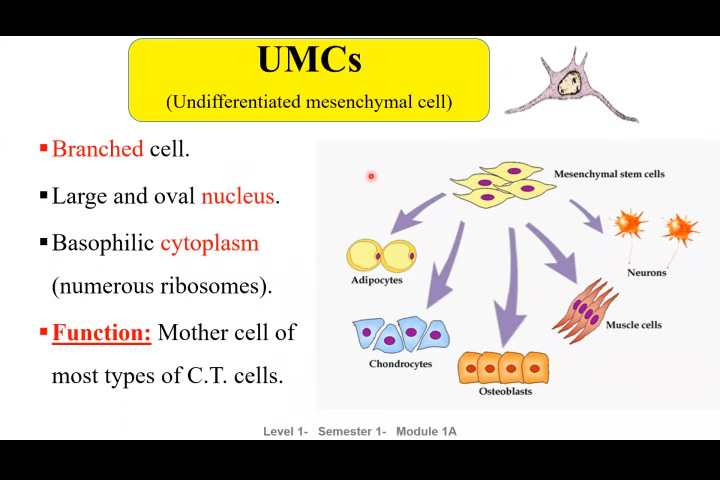 UMCs
(Undifferentiated mesenchymal cell)
Branched cell.
Large and oval nucleus.
Basophilic cytoplasm
(numerous ribosomes).
Function: Mother cell of
most types of C.T. cells.
Mesenchymal stem cells
Neurons
Adipocytes
Muscle cells
Chondrocytes
Osteoblasts
Level 1- Semester 1- Module 1A